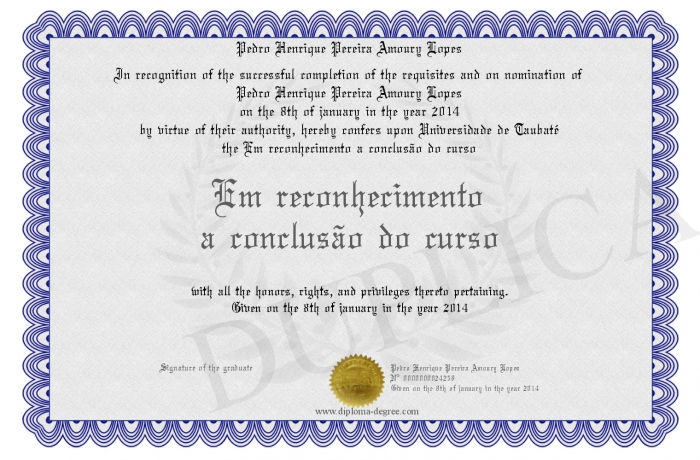 Pedro Henrique Pereira Amoury Lopes
In recognition of the successful completion of the requisites and on nomination of
Pedro Henrique Pereira Amoury Lopes
on the 8th of january in the year 2014
by virtue of their authority, hereby confers upon Universidade de Taubaté
the Em reconhecimento a conclusão do curso
Em reconhecimento
a conclusão do curso
with all the honors, rights, and privileges thereto pertaining.
Given on the 8th of january in the year 2014
DUPLICA
Signature of the graduate
Pedro Henrique Pereira Amoury Lopes
Nº 0000000024259
Given on the 8th of january in the year 2014
www.diploma-degree.com